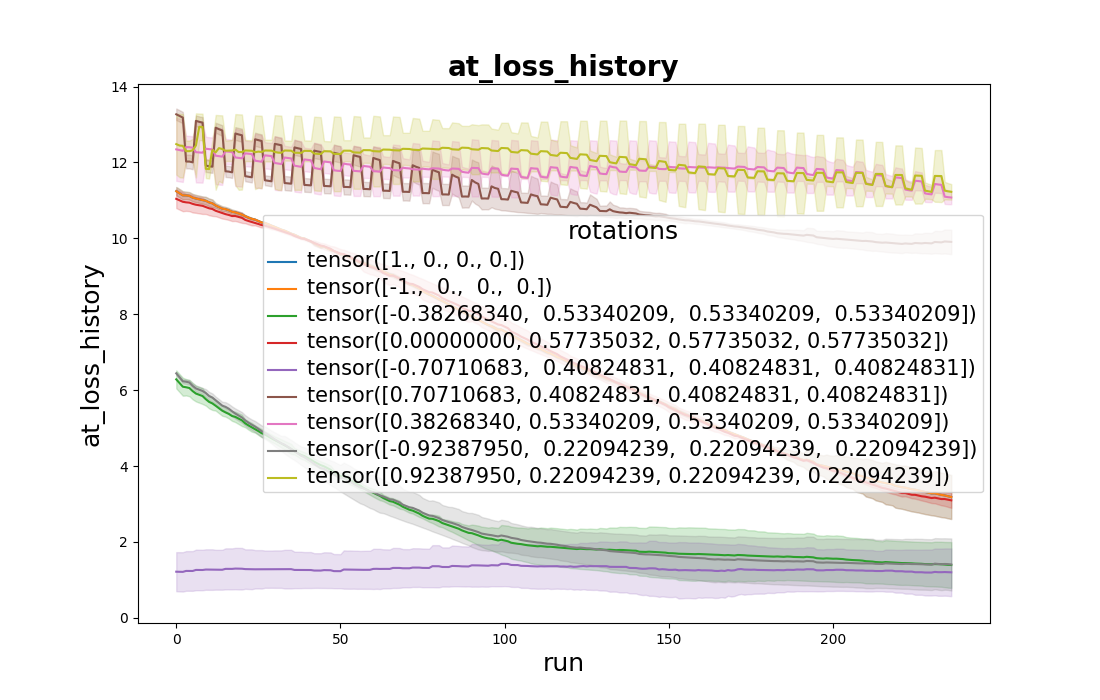 at_loss_history
14
12
10
8
6
4
2
0
at_loss_history
rotations
tensor([1., 0., 0., 0.])
tensor([-1.,  0.,  0.,  0.])
tensor([-0.38268340,  0.53340209,  0.53340209,  0.53340209])
tensor([0.00000000, 0.57735032, 0.57735032, 0.57735032])
tensor([-0.70710683,  0.40824831,  0.40824831,  0.40824831])
tensor([0.70710683, 0.40824831, 0.40824831, 0.40824831])
tensor([0.38268340, 0.53340209, 0.53340209, 0.53340209])
tensor([-0.92387950,  0.22094239,  0.22094239,  0.22094239])
tensor([0.92387950, 0.22094239, 0.22094239, 0.22094239])
0 50 100 150 200
run